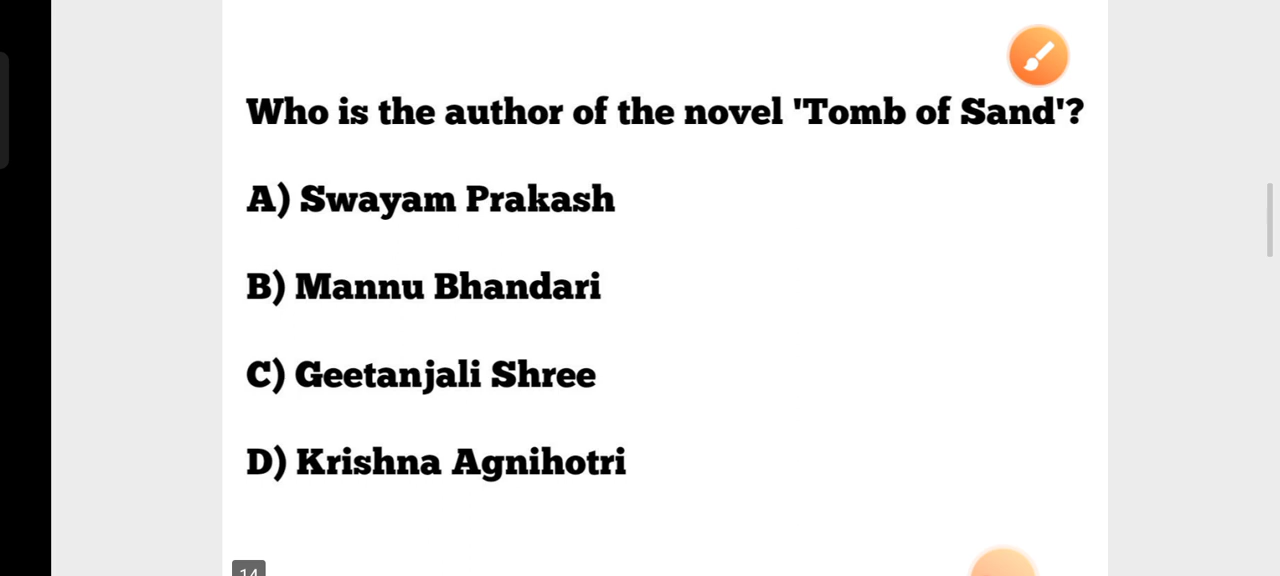 Who is the author of the novel 'Tomb of Sand'?
A) Swayam Prakash
B) Mannu Bhandari
C) Geetanjali Shree
D) Krishna Agnihotri
14